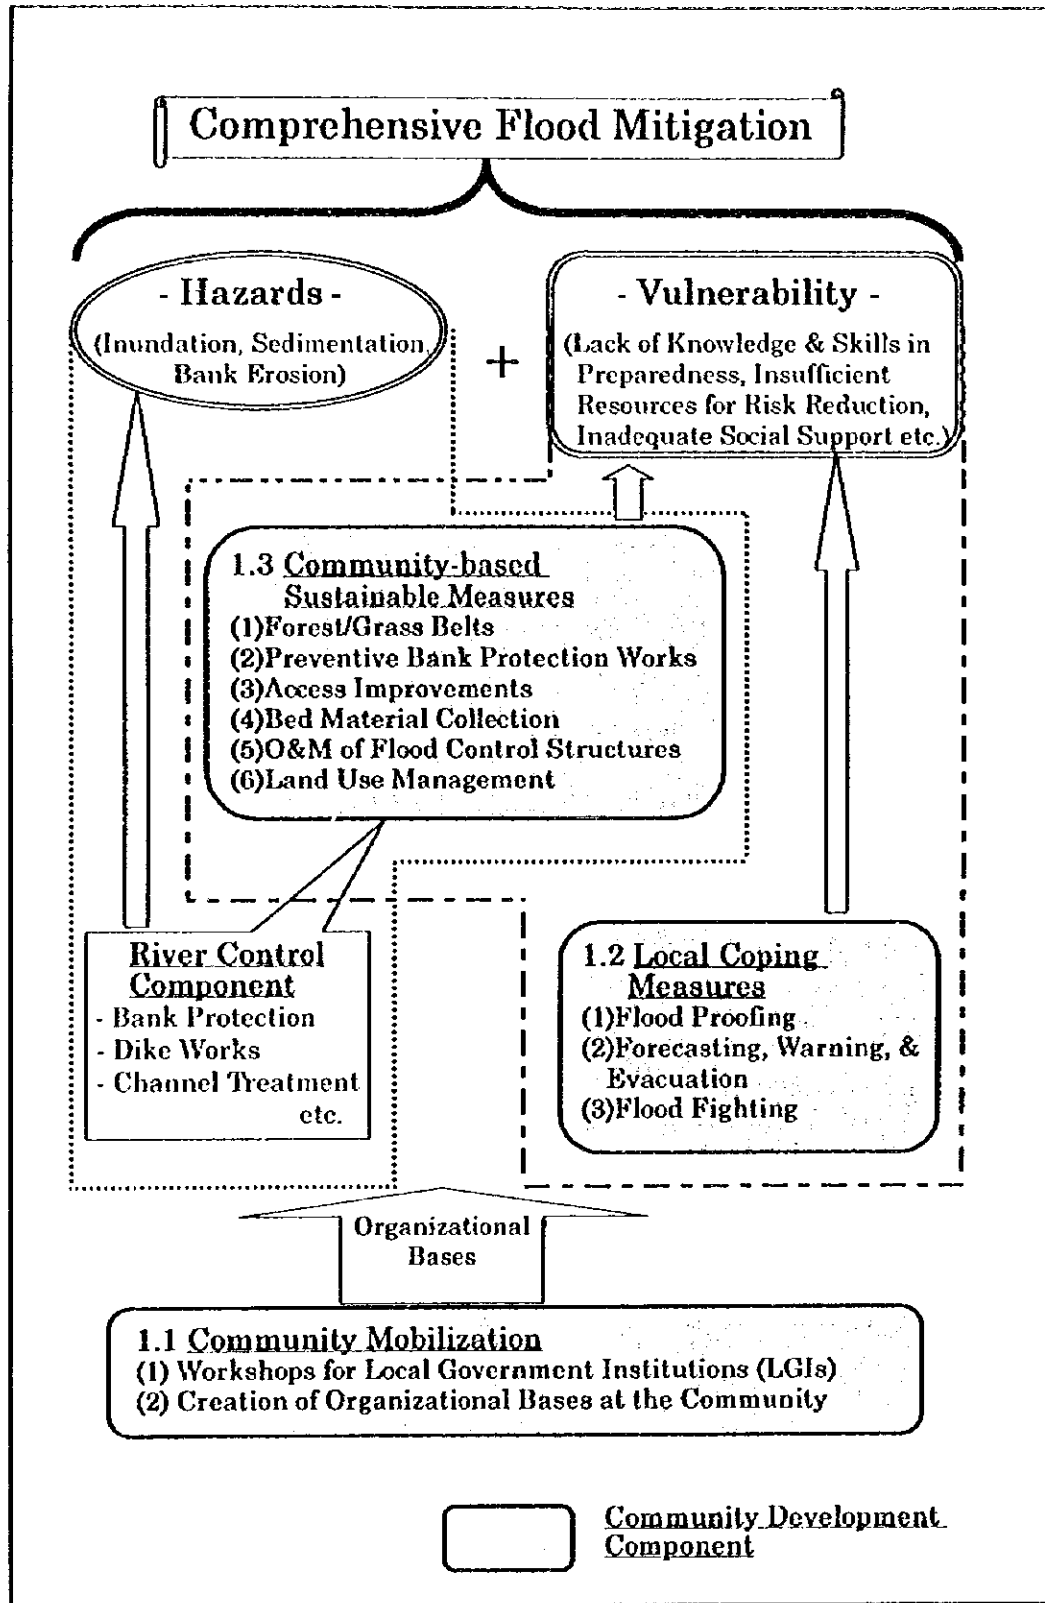 Comprehensive Flood Mitigation
- Hazards -
(Inundation, Sedimentation,
Bank Erosion)
+
- Vulnerability -
(Lack of Knowledge & Skills in
Preparedness, Insufficient
Resources for Risk Reduction,
Inadequate Social Support etc.)
1.3 Community-based
Sustainable Measures
(1)Forest/Grass Belts
(2)Preventive Bank Protection Works
(3)Access Improvements
(4)Bed Material Collection
(5)O&M of Flood Control Structures
(6)Land Use Management
River Control
Component
- Bank Protection
- Dike Works
- Channel Treatment
etc.
1.2 Local Coping
Measures
(1)Flood Proofing
(2)Forecasting, Warning, &
Evacuation
(3)Flood Fighting
Organizational
Bases
1.1 Community Mobilization
(1) Workshops for Local Government Institutions (LGIs)
(2) Creation of Organizational Bases at the Community
Community Development
Component